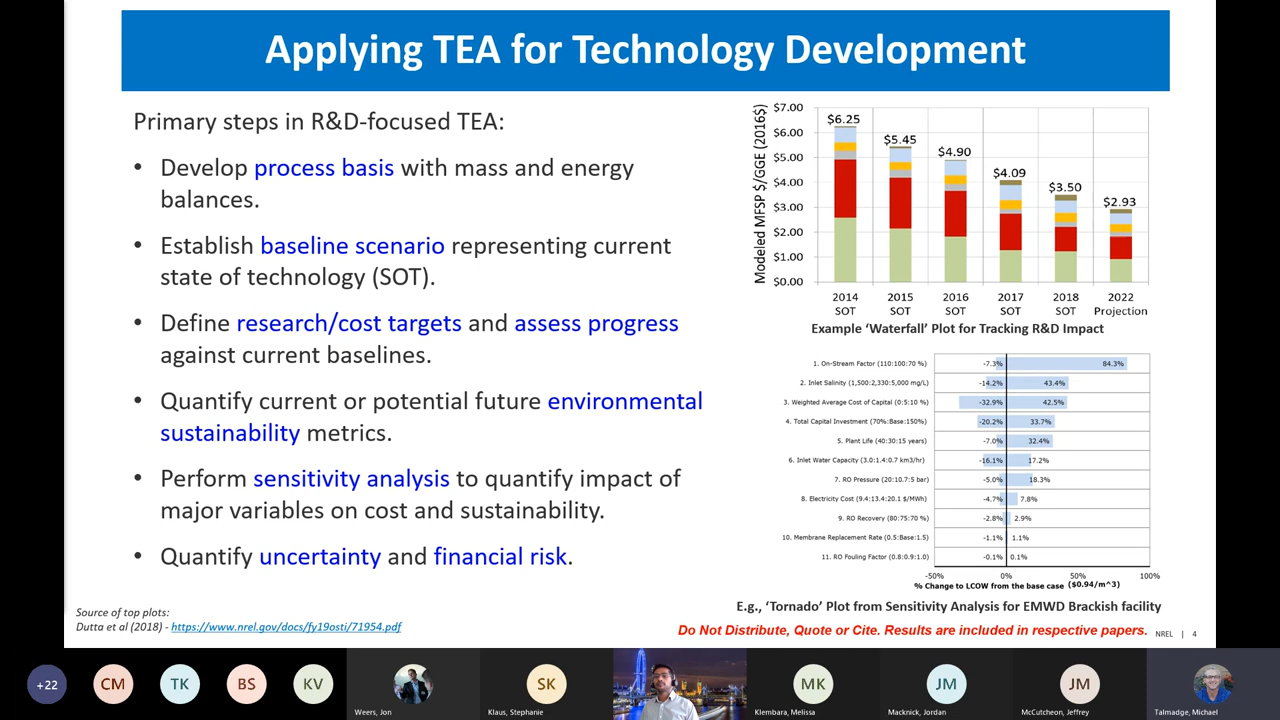 Applying TEA for Technology Development
Primary steps in R&D-focused TEA:
• Develop process basis with mass and energy
balances.
• Establish baseline scenario representing current
state of technology (SOT).
• Define research/cost targets and assess progress
against current baselines.
• Quantify current or potential future environmental
sustainability metrics.
• Perform sensitivity analysis to quantify impact of
major variables on cost and sustainability.
• Quantify uncertainty and financial risk.
Source of top plots:
Dutta et al (2018) - https://www.nrel.gov/docs/fy19osti/71954.pdf
Modeled MFSP $/GGE (2016$)
$7.00
$6.00
$5.00
$4.00
$3.00
$2.00
$1.00
$0.00
$6.25
$5.45
$4.90
$4.09
$3.50
$2.93
2014 2015 2016 2017 2018 2022
SOT SOT SOT SOT SOT Projection
Example ‘Waterfall’ Plot for Tracking R&D Impact
1. On-Stream Factor (110:100:70 %) -7.3% 84.3%
2. Inlet Salinity (1,500:2,330:5,000 mg/L) -14.2% 43.4%
3. Weighted Average Cost of Capital (0:5:10 %) -32.9% 42.5%
4. Total Capital Investment (70%:Base:150%) -20.2% 33.7%
5. Plant Life (40:30:15 years) -7.0% 32.4%
6. Inlet Water Capacity (3.0:1.4:0.7 km3/hr) -16.1% 17.2%
7. RO Pressure (20:10.7:5 bar) -5.0% 18.3%
8. Electricity Cost (9.4:13.4:20.1 $/MWh) -4.7% 7.8%
9. RO Recovery (80:75:70 %) -2.8% 2.9%
10. Membrane Replacement Rate (0.5:Base:1.5) -1.1% 1.1%
11. RO Fouling Factor (0.8:0.9:1.0) -0.1% 0.1%
-50% 0% 50% 100%
% Change to LCOW from the base case ($0.94/m^3)
E.g., ‘Tornado’ Plot from Sensitivity Analysis for EMWD Brackish facility
Do Not Distribute, Quote or Cite. Results are included in respective papers.
NREL | 4
+22 CM TK BS KV SK MK JM JM
Weers, Jon Klaus, Stephanie Klembara, Melissa Macknick, Jordan McCutcheon, Jeffrey Talmadge, Michael